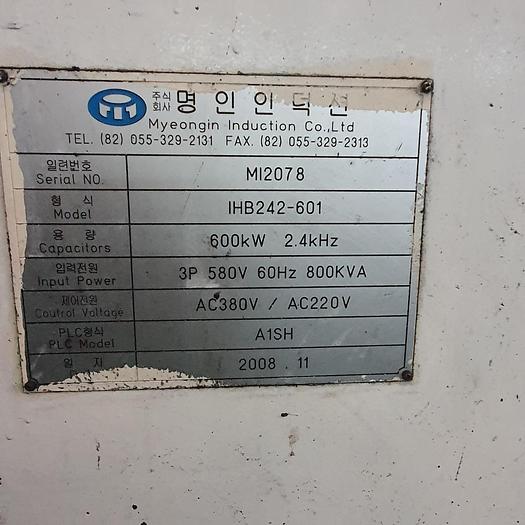 주식회사 명인인덕션
Myeongin Induction Co.,Ltd
TEL. (82) 055-329-2131 FAX. (82) 055-329-2313
일련번호 MI2078
Serial NO.
형 식 IHB242-601
Model
용 량 600kW 2.4kHz
Capacitors
입력전원 3P 580V 60Hz 800KVA
Input Power
제어전원 AC380V / AC220V
Coutrol Voltage
PLC형식 A1SH
PLC Model
일 자 2008 . 11